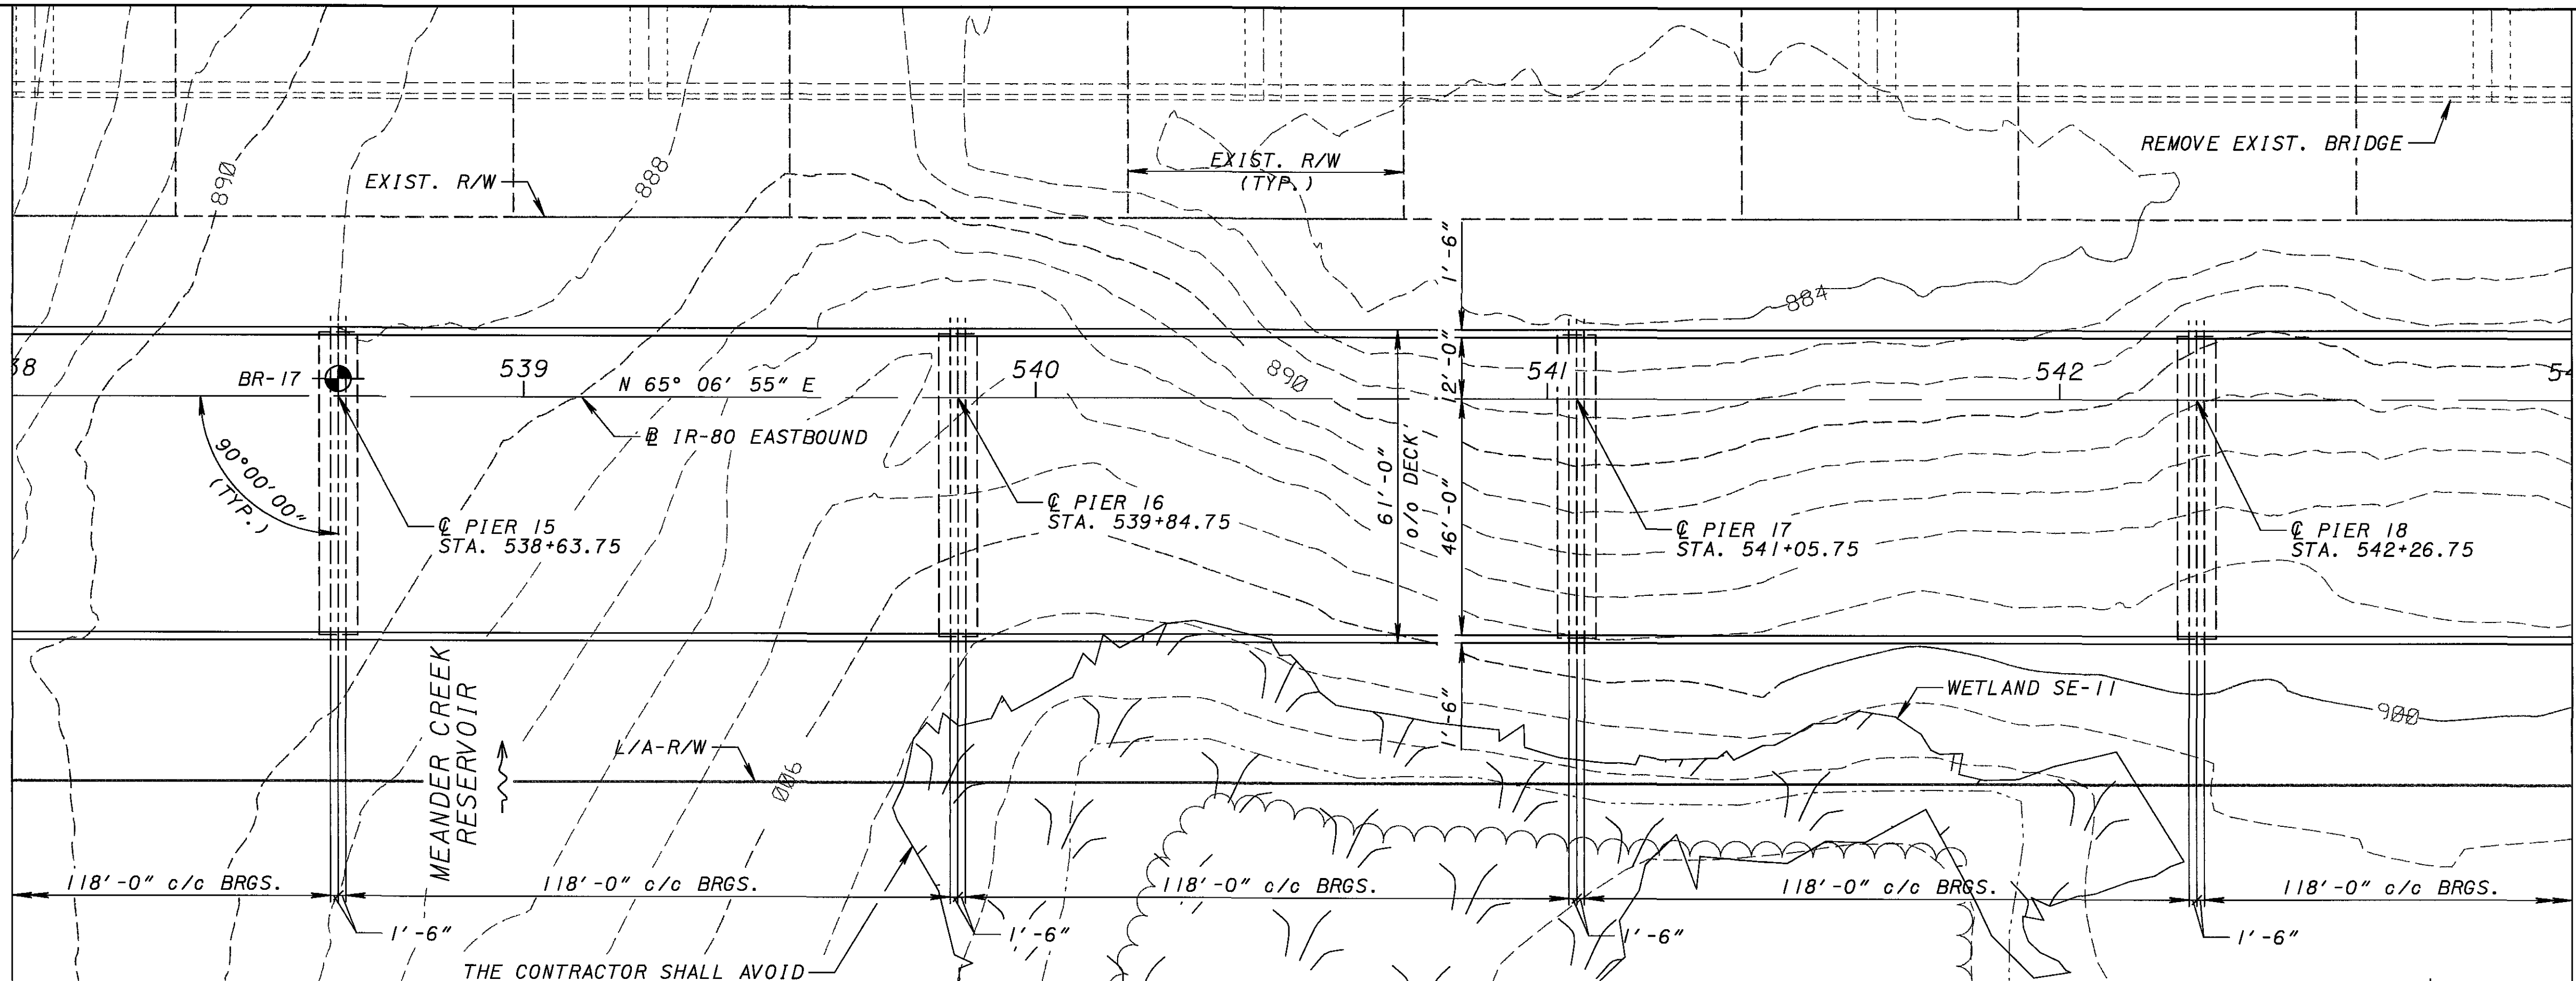 REMOVE EXIST. BRIDGE
EXIST. R/W
(TYP.)
EXIST. R/W
890
888
1'-6"
884
539
540
541
542
BR-17
N 65° 06' 55" E
890
12'-0"
℄ IR-80 EASTBOUND
90°00'00"
(TYP.)
61'-0"
o/o DECK
46'-0"
℄ PIER 15
STA. 538+63.75
℄ PIER 16
STA. 539+84.75
℄ PIER 17
STA. 541+05.75
℄ PIER 18
STA. 542+26.75
MEANDER CREEK
RESERVOIR
WETLAND SE-11
900
1'-6"
L/A-R/W
900
118'-0" c/c BRGS.
118'-0" c/c BRGS.
118'-0" c/c BRGS.
118'-0" c/c BRGS.
118'-0" c/c BRGS.
1'-6"
1'-6"
1'-6"
1'-6"
THE CONTRACTOR SHALL AVOID